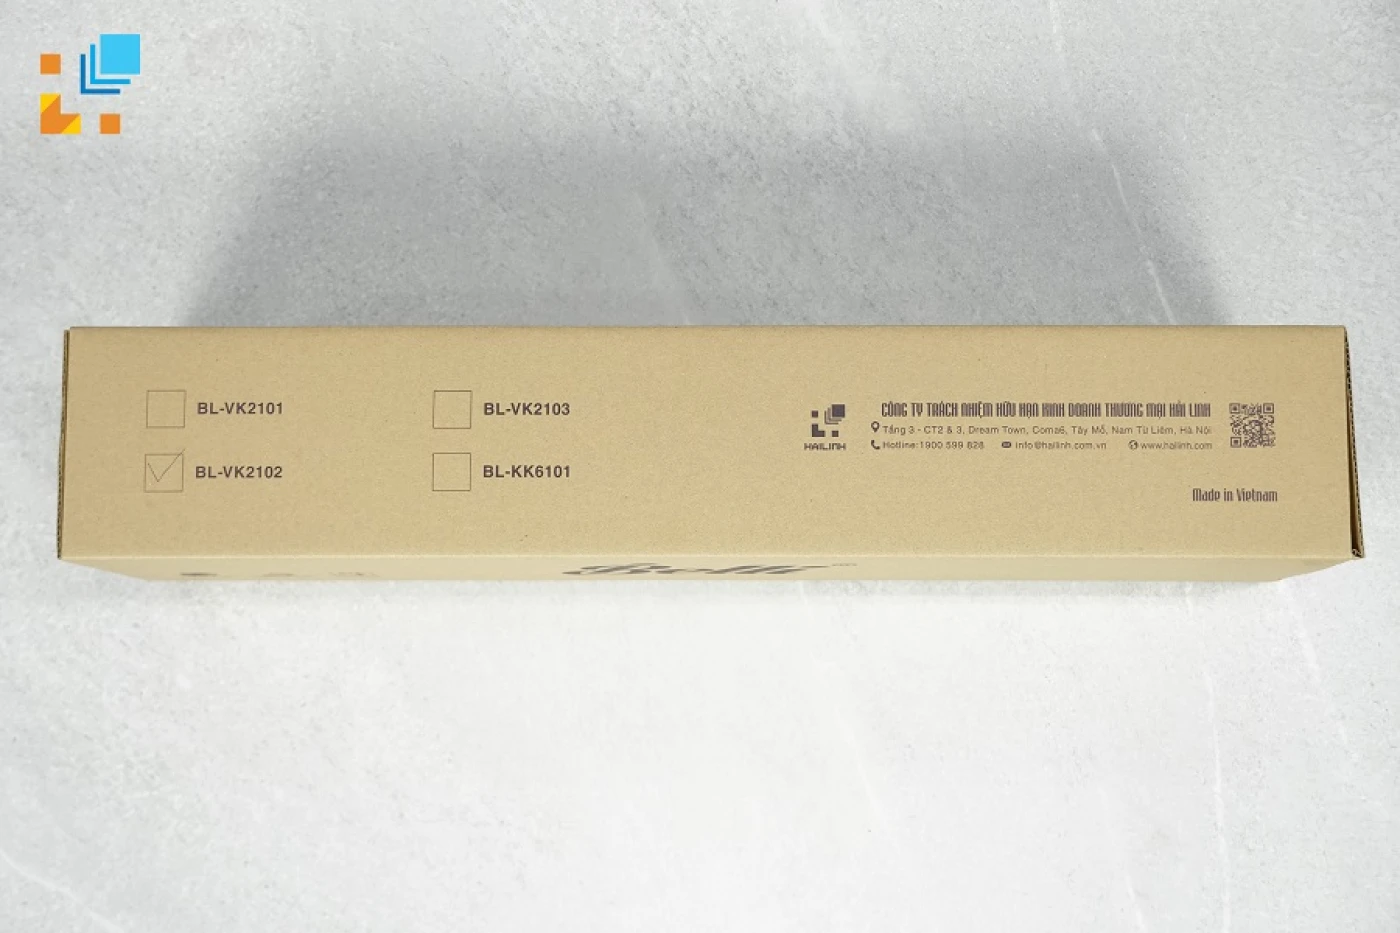 BL-VK2101
BL-VK2103
BL-VK2102
BL-KK6101
HAILINH
CÔNG TY TRÁCH NHIỆM HỮU HẠN KINH DOANH THƯƠNG MẠI HẢI LINH
Tầng 3 - CT2 & 3, Dream Town, Coma6, Tây Mỗ, Nam Từ Liêm, Hà Nội
Hotline: 1900 599 828 info@hailinh.com.vn www.hailinh.com
Made in Vietnam